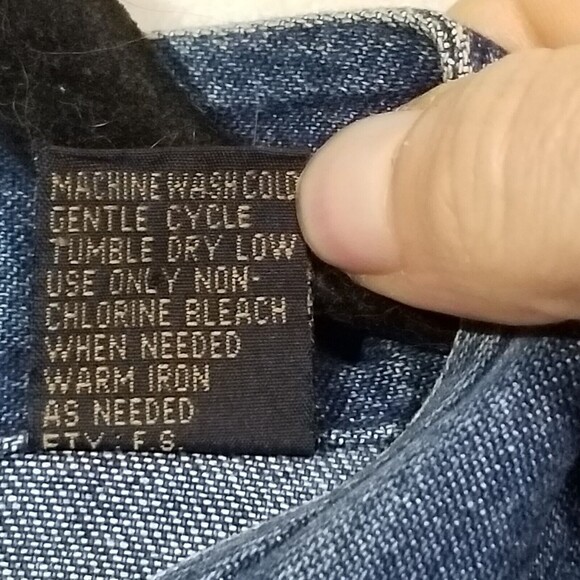 MACHINE WASH COLD
GENTLE CYCLE
TUMBLE DRY LOW
USE ONLY NON-
CHLORINE BLEACH
WHEN NEEDED
WARM IRON
AS NEEDED